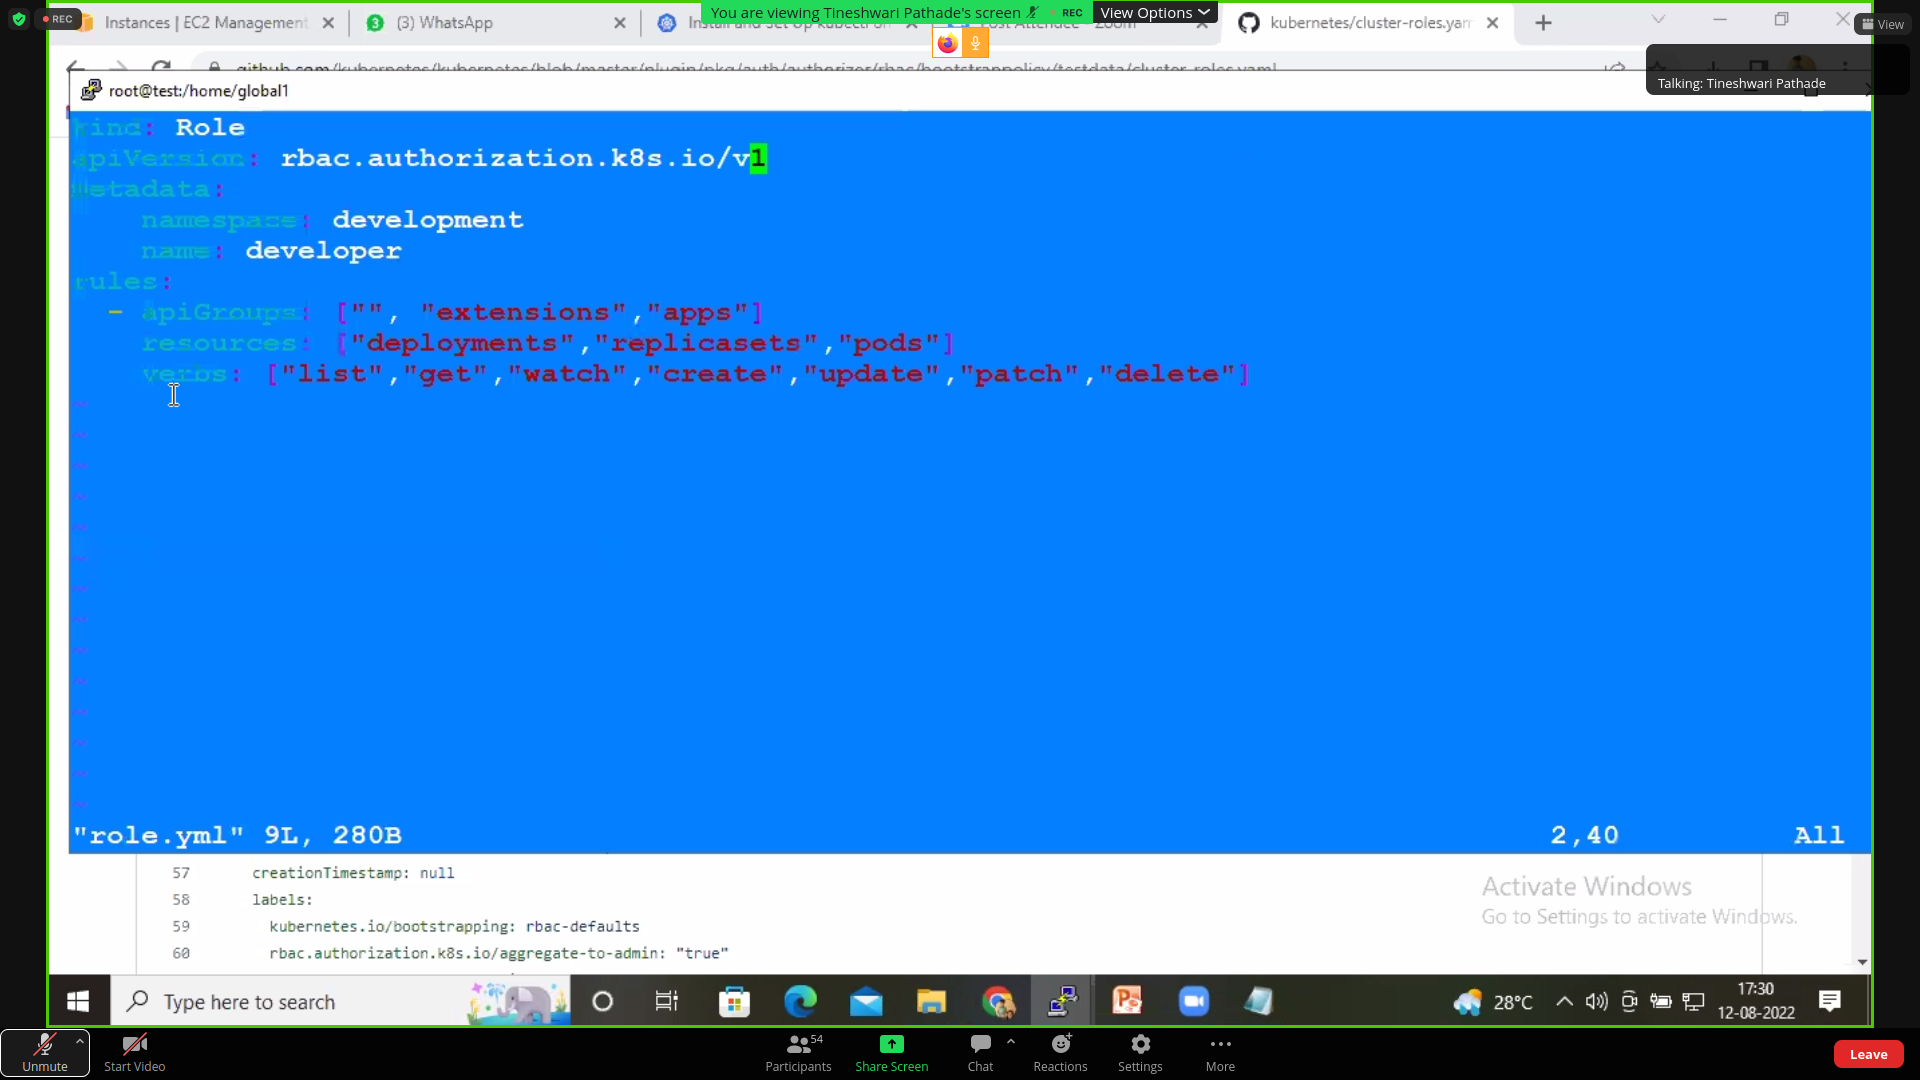 REC
Instances | EC2 Management
3
(3) WhatsApp
You are viewing Tineshwari Pathade's screen
REC
View Options
kubernetes/cluster-roles.yam
View
Talking: Tineshwari Pathade
root@test:/home/global1
kind: Role
apiVersion: rbac.authorization.k8s.io/v1
metadata:
namespace: development
name: developer
rules:
- apiGroups: ["", "extensions","apps"]
resources: ["deployments","replicasets","pods"]
verbs: ["list","get","watch","create","update","patch","delete"]
~
~
~
~
~
~
~
~
~
~
~
~
~
~
"role.yml" 9L, 280B
2,40
All
57 creationTimestamp: null
58 labels:
59 kubernetes.io/bootstrapping: rbac-defaults
60 rbac.authorization.k8s.io/aggregate-to-admin: "true"
Activate Windows
Go to Settings to activate Windows.
Type here to search
28°C
17:30
12-08-2022
Unmute
Start Video
Participants
54
Share Screen
Chat
Reactions
Settings
More
Leave